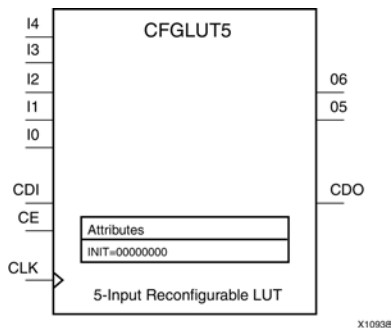 CFGLUT5
I4
I3
I2
I1
I0
CDI
CE
CLK
06
05
CDO
Attributes
INIT=00000000
5-Input Reconfigurable LUT